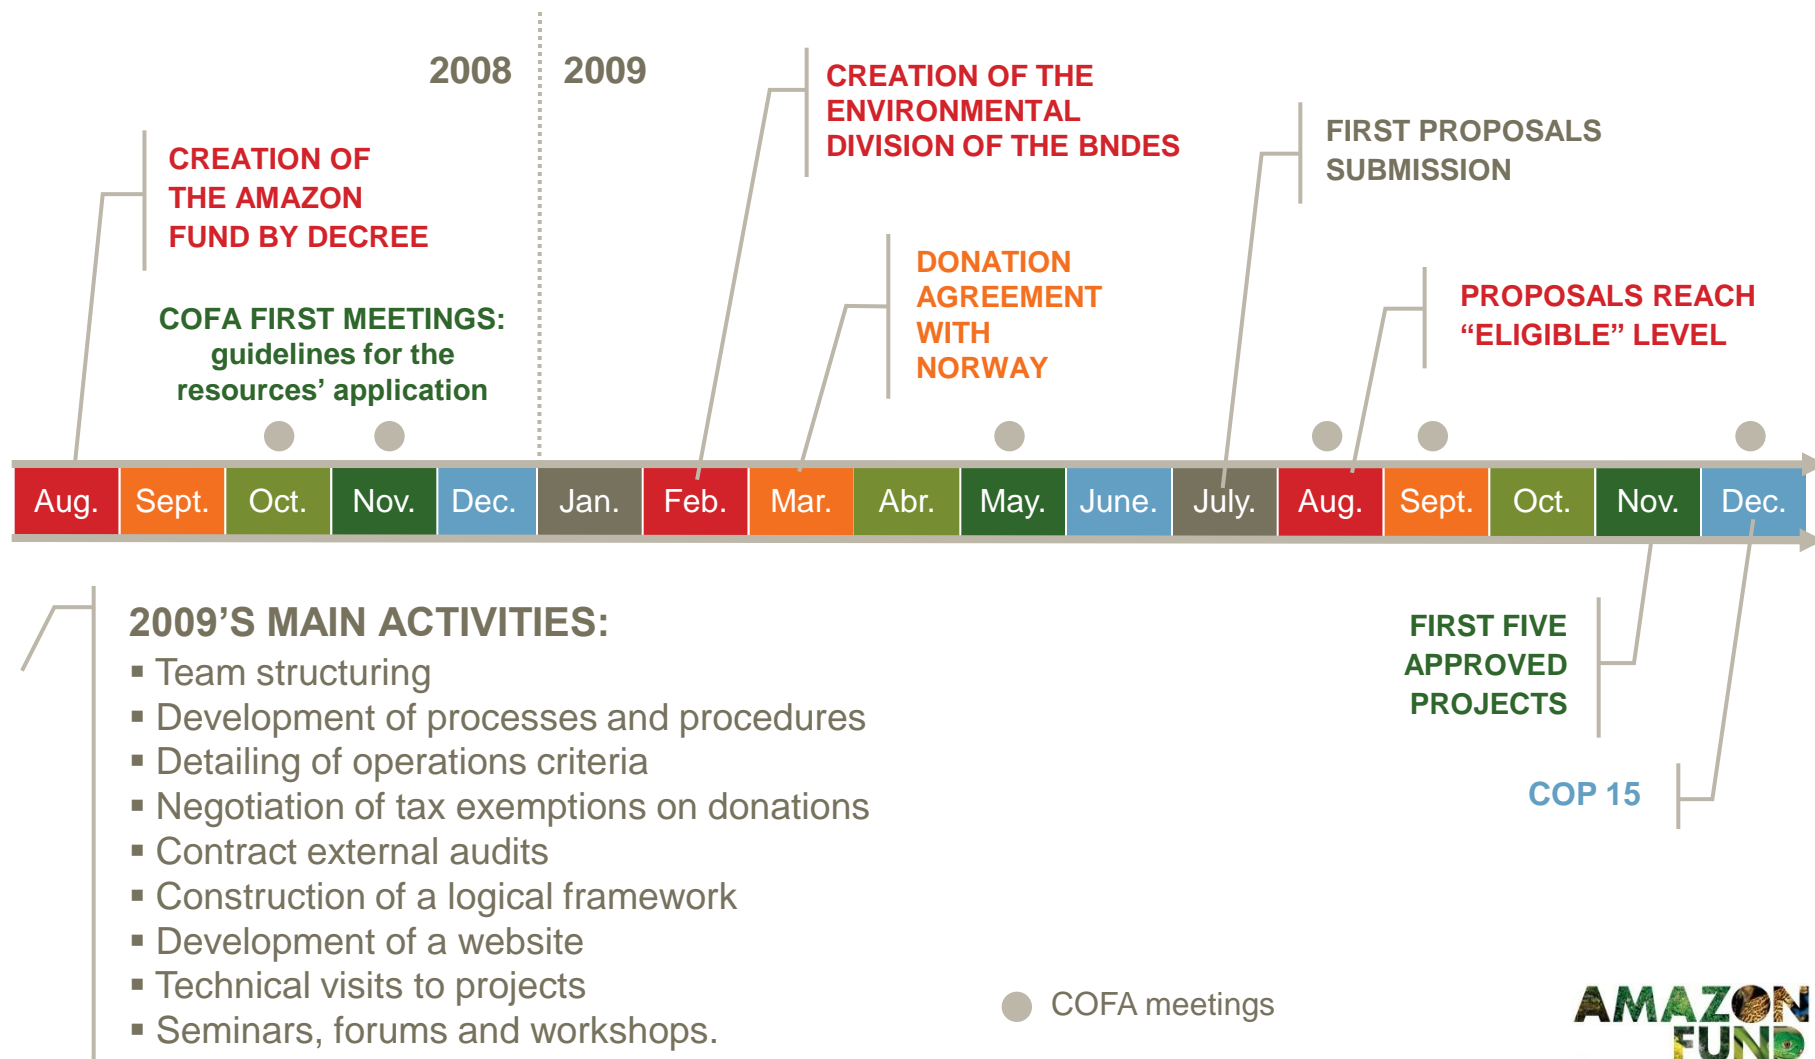 2008
2009
CREATION OF
THE AMAZON
FUND BY DECREE
COFA FIRST MEETINGS:
guidelines for the
resources’ application
CREATION OF THE
ENVIRONMENTAL
DIVISION OF THE BNDES
DONATION
AGREEMENT
WITH
NORWAY
FIRST PROPOSALS
SUBMISSION
PROPOSALS REACH
“ELIGIBLE” LEVEL
Aug. Sept. Oct. Nov. Dec. Jan. Feb. Mar. Abr. May. June. July. Aug. Sept. Oct. Nov. Dec.
2009’S MAIN ACTIVITIES:
▪ Team structuring
▪ Development of processes and procedures
▪ Detailing of operations criteria
▪ Negotiation of tax exemptions on donations
▪ Contract external audits
▪ Construction of a logical framework
▪ Development of a website
▪ Technical visits to projects
▪ Seminars, forums and workshops.
FIRST FIVE
APPROVED
PROJECTS
COP 15
COFA meetings
AMAZON
FUND